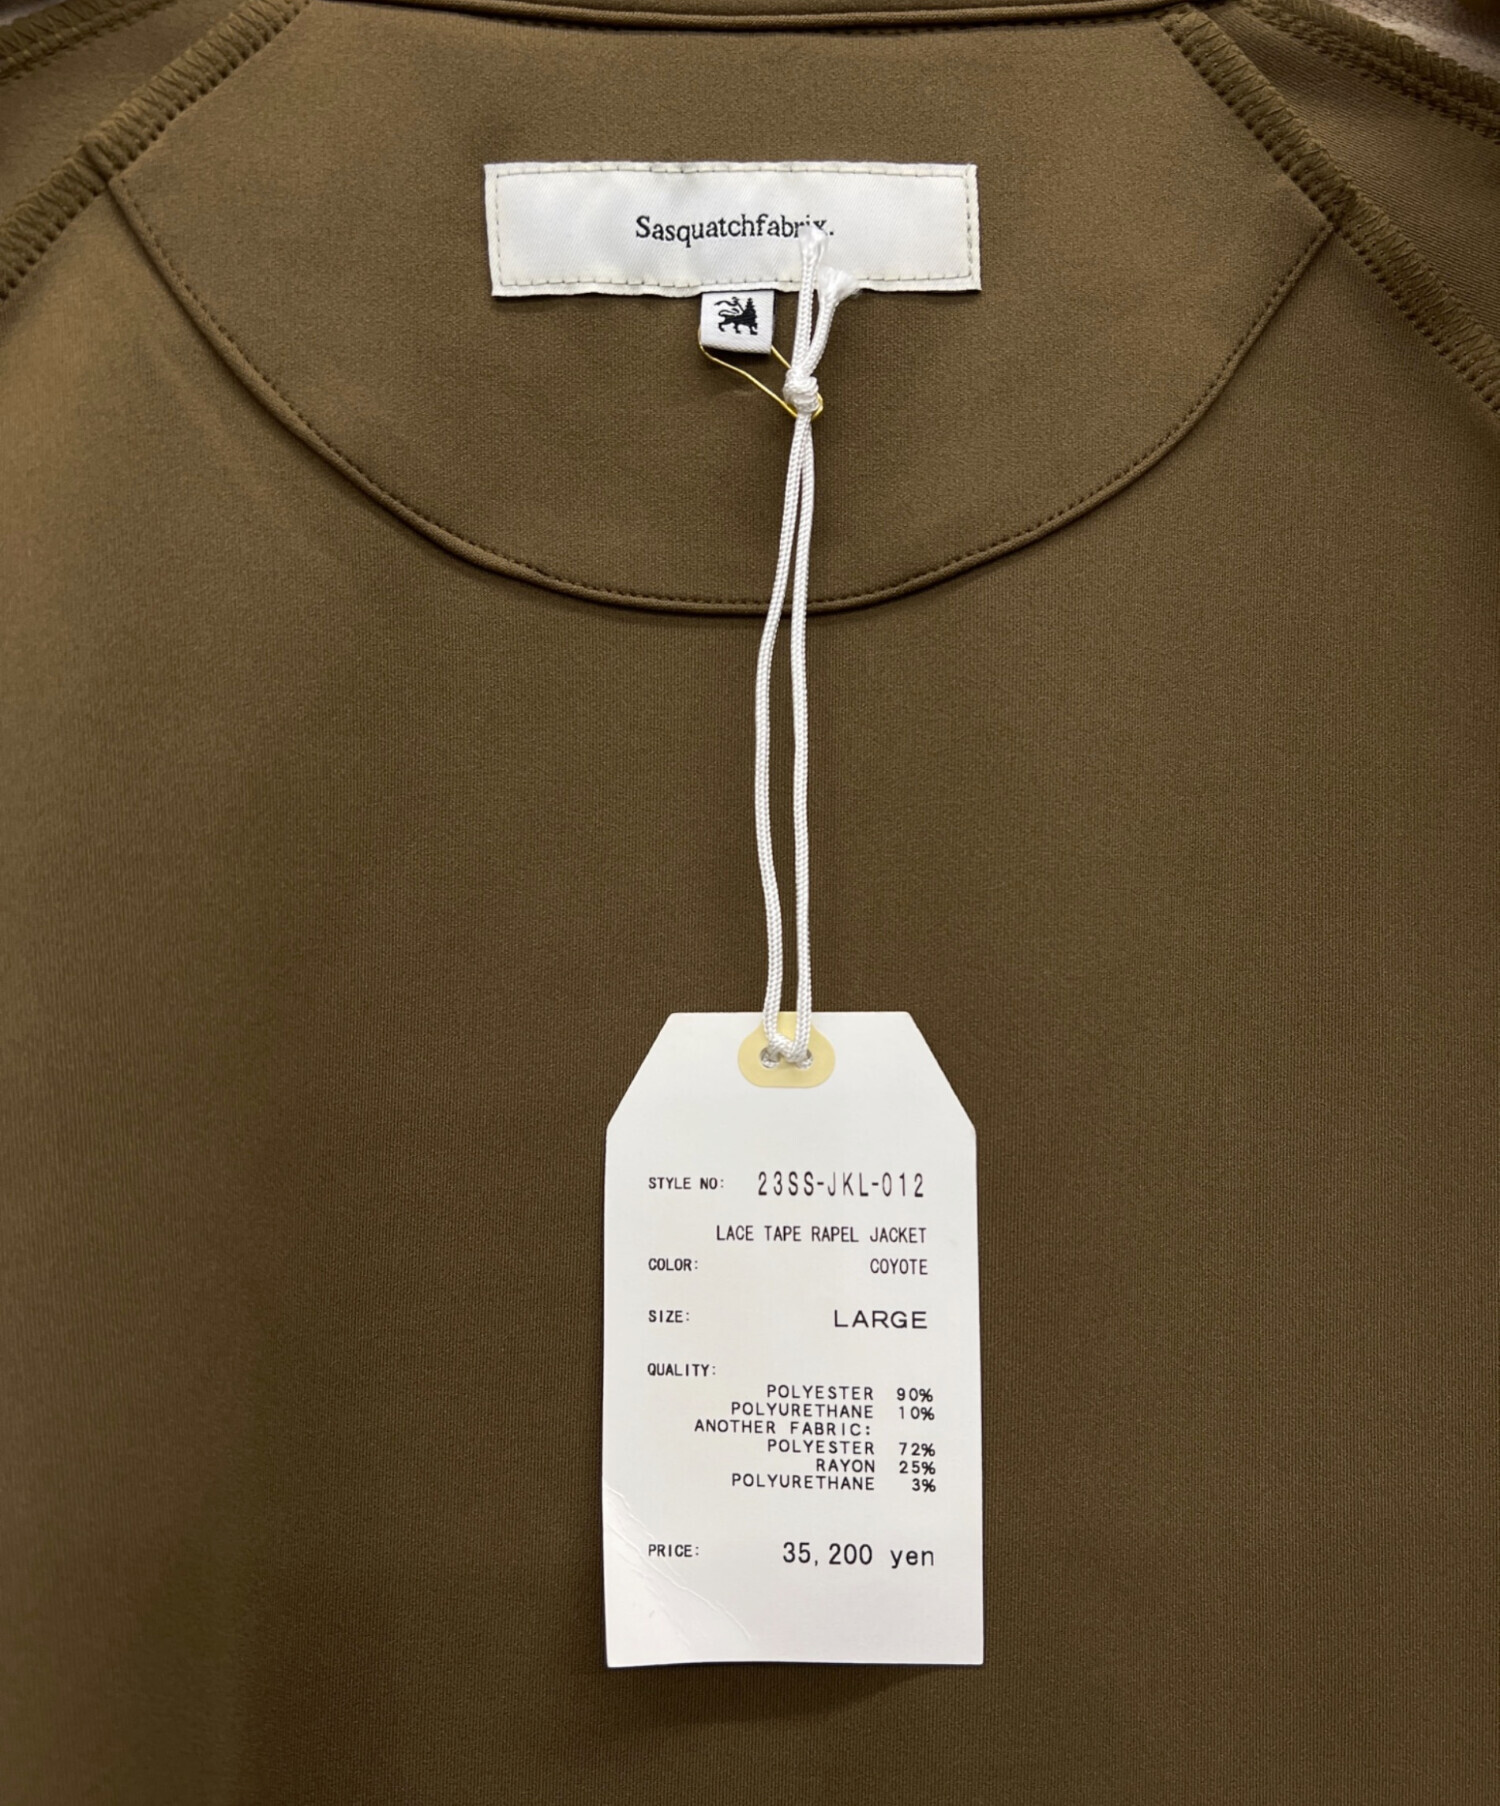 Sasquatchfabrix.
STYLE NO: 23SS-JKL-012
LACE TAPE RAPEL JACKET
COLOR: COYOTE
SIZE: LARGE
QUALITY:
POLYESTER 90%
POLYURETHANE 10%
ANOTHER FABRIC:
POLYESTER 72%
RAYON 25%
POLYURETHANE 3%
PRICE: 35,200 yen